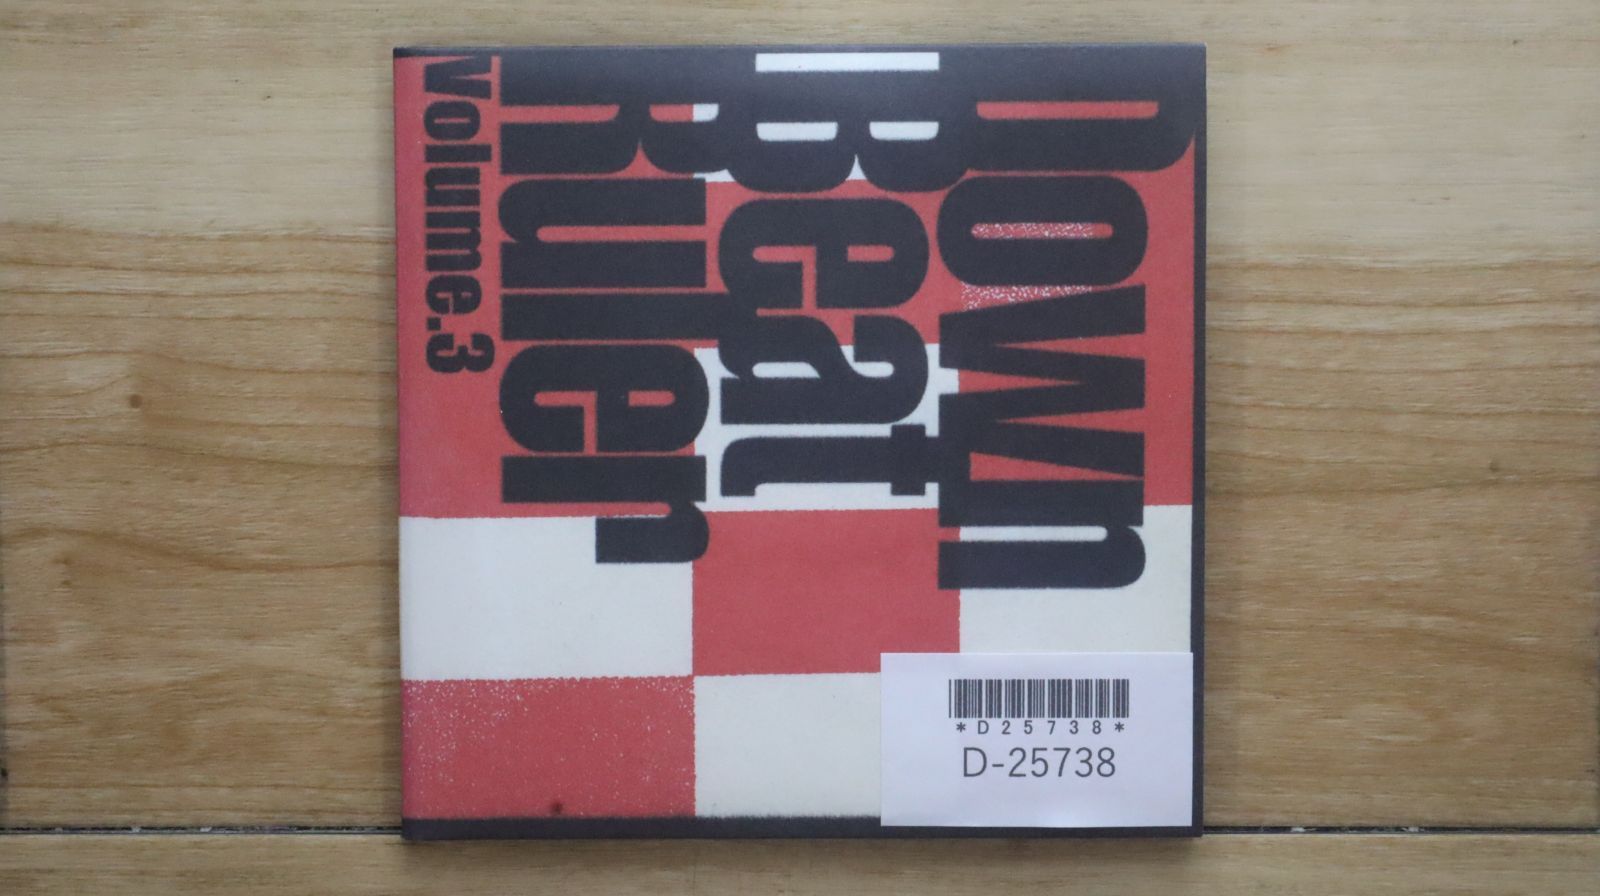 Down
Beat
Ruler
volume.3
*D25738*
D-25738